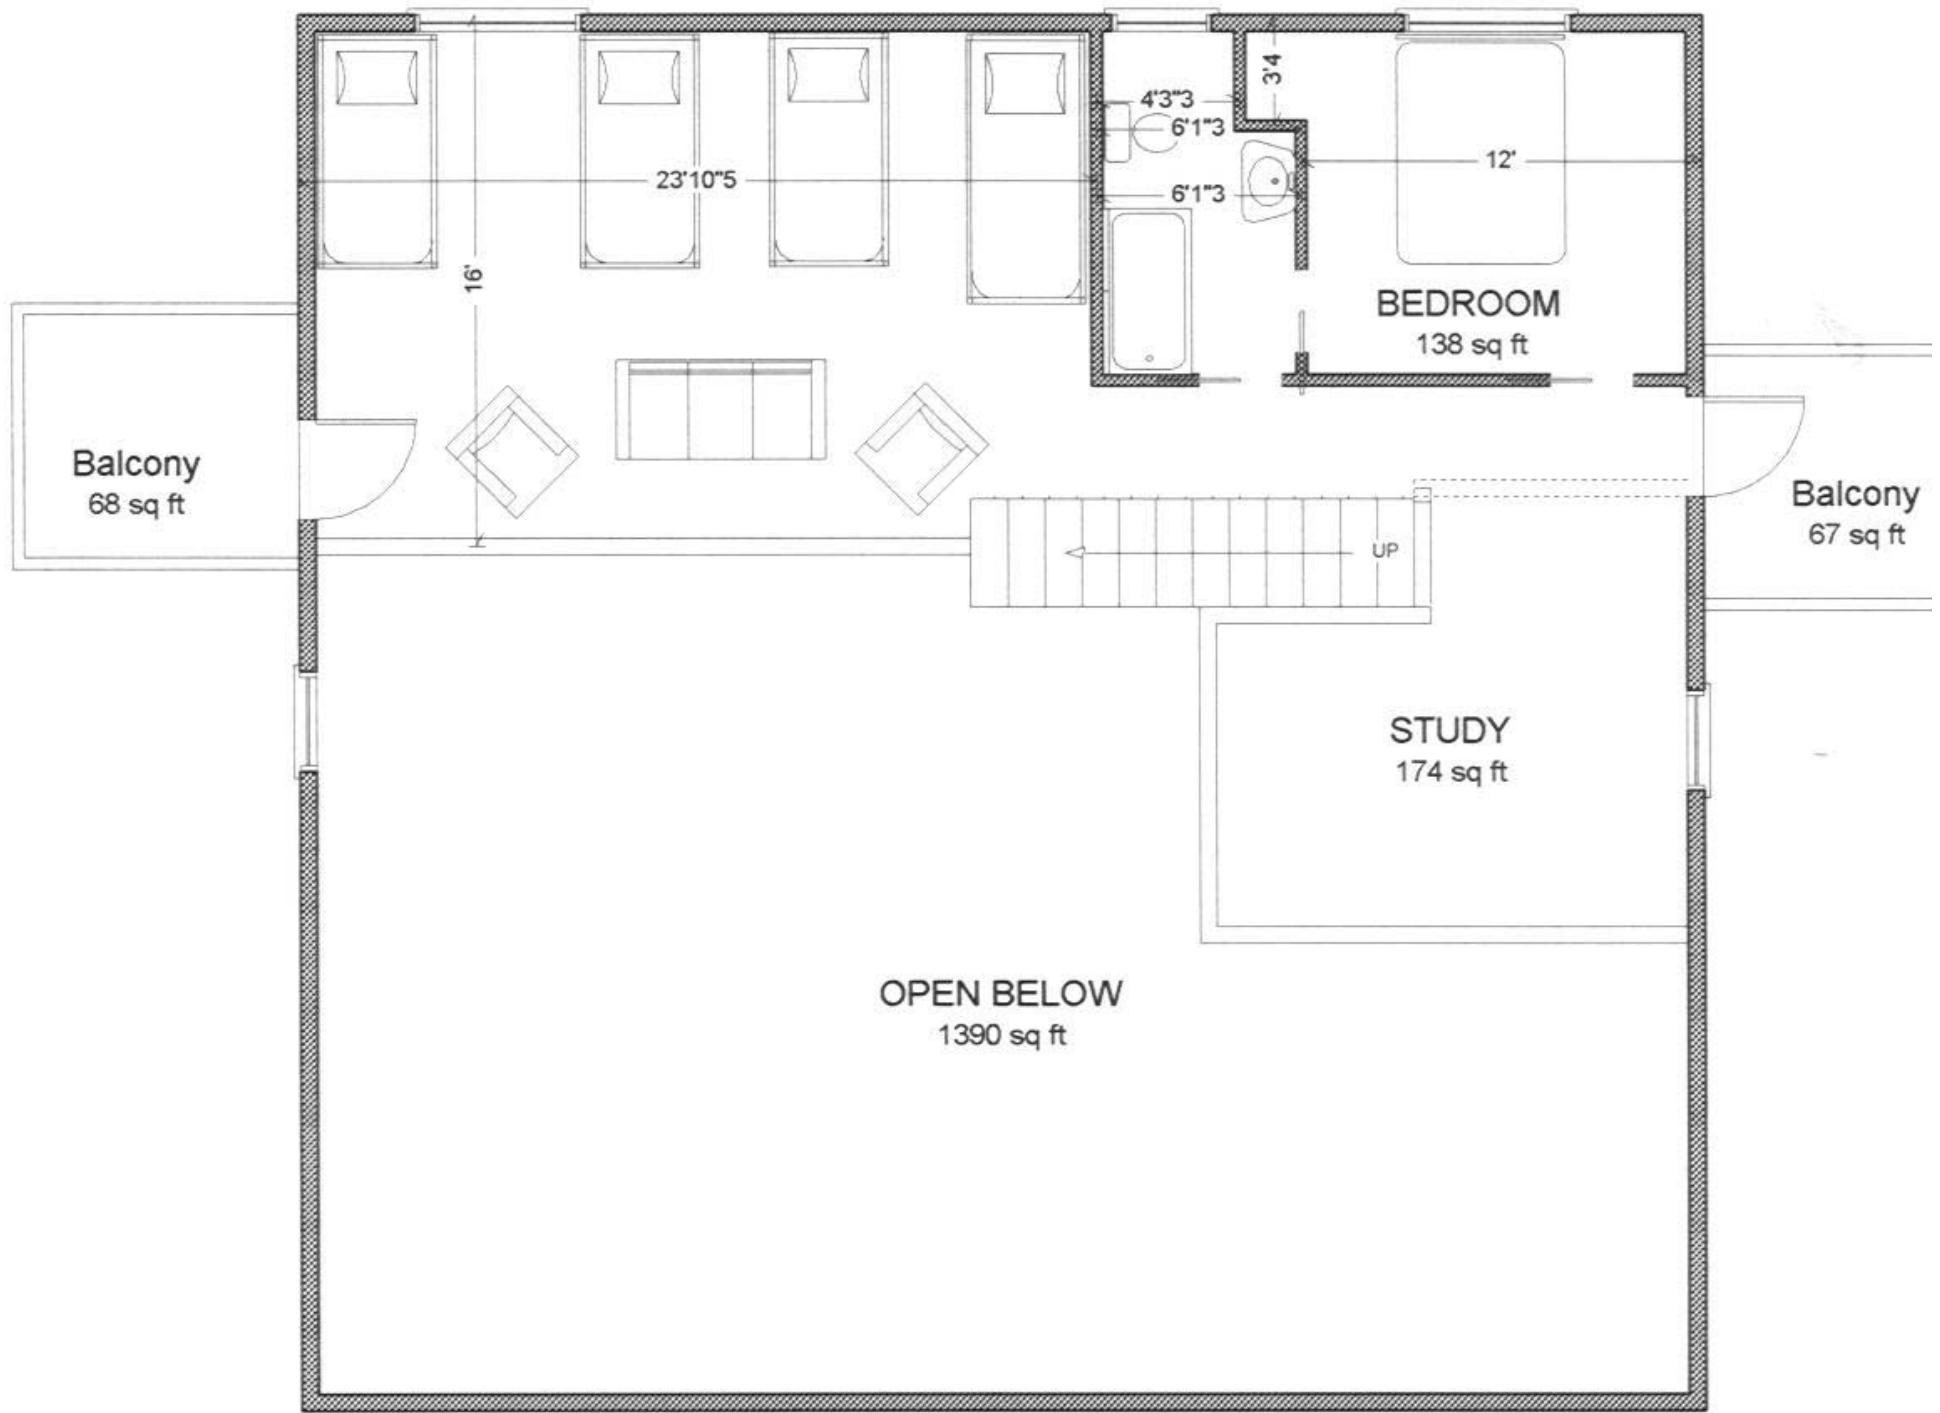 3'4
4'3"3
6'1"3
12'
23'10"5
6'1"3
16'
BEDROOM
138 sq ft
Balcony
68 sq ft
Balcony
67 sq ft
UP
STUDY
174 sq ft
OPEN BELOW
1390 sq ft